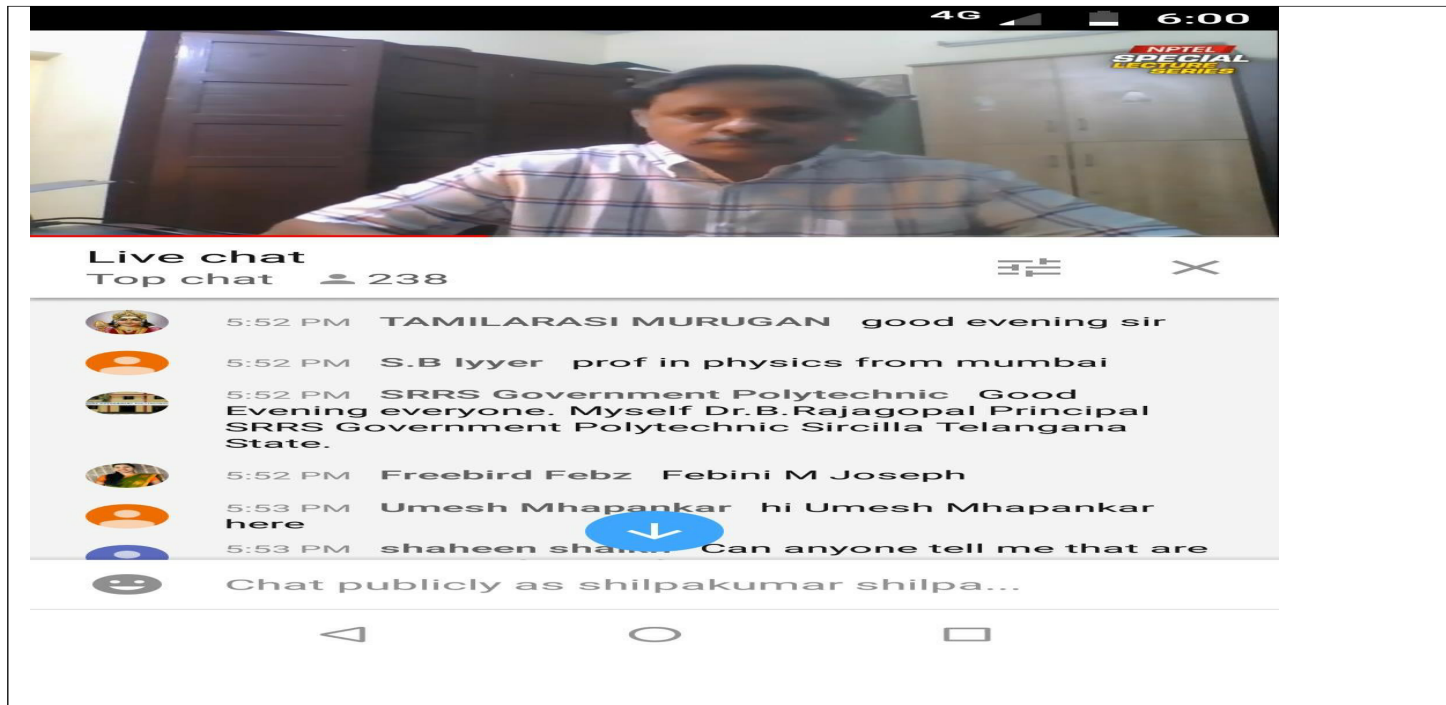 4G 6:00
NPTEL
SPECIAL
LECTURE
SERIES
Live chat
Top chat 238
5:52 PM TAMILARASI MURUGAN good evening sir
5:52 PM S.B Iyyer prof in physics from mumbai
5:52 PM SRRS Government Polytechnic Good
Evening everyone. Myself Dr.B.Rajagopal Principal
SRRS Government Polytechnic Sircilla Telangana
State.
5:52 PM Freebird Febz Febini M Joseph
5:53 PM Umesh Mhapankar hi Umesh Mhapankar
here
5:53 PM shaheen Can anyone tell me that are
Chat publicly as shilpakumar shilpa...